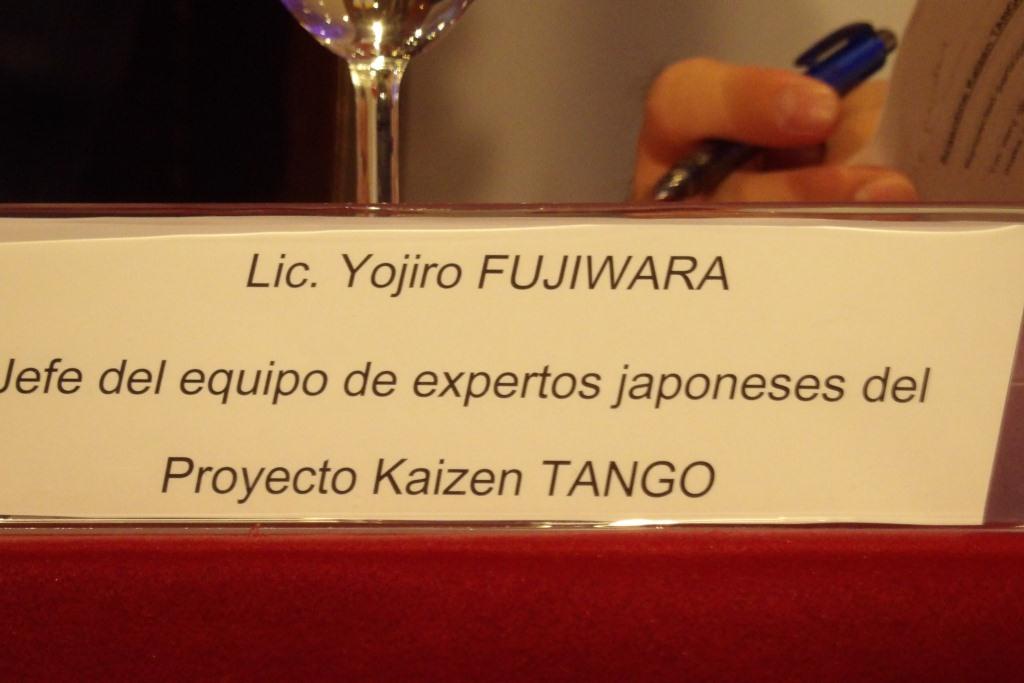 Lic. Yojiro FUJIWARA
Jefe del equipo de expertos japoneses del
Proyecto Kaizen TANGO